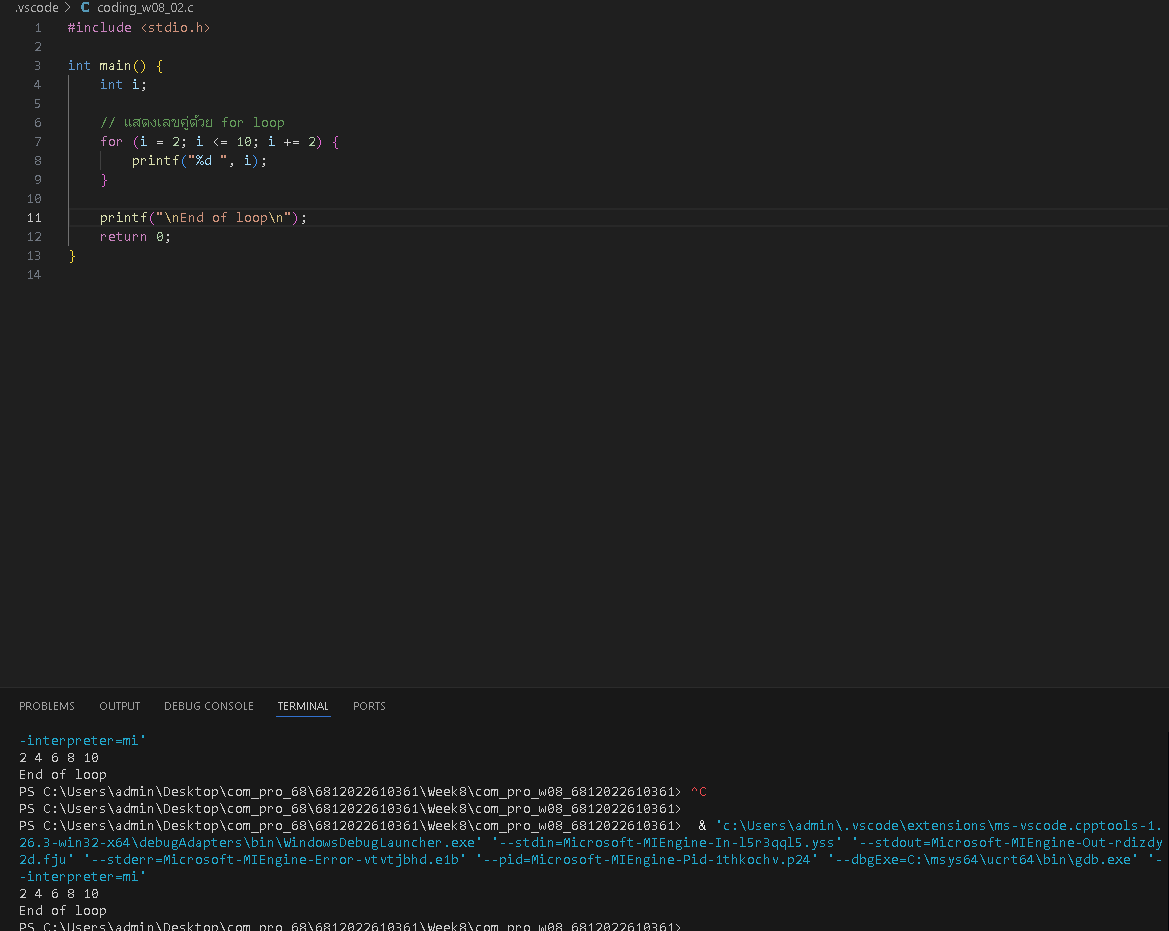 .vscode > C coding_w08_02.c
1 #include <stdio.h>
2
3 int main() {
4 int i;
5
6 // แสดงเลขคู่ด้วย for loop
7 for (i = 2; i <= 10; i += 2) {
8 printf("%d ", i);
9 }
10
11 printf("\nEnd of loop\n");
12 return 0;
13 }
14
PROBLEMS OUTPUT DEBUG CONSOLE TERMINAL PORTS
-interpreter=mi'
2 4 6 8 10
End of loop
PS C:\Users\admin\Desktop\com_pro_68\6812022610361\Week8\com_pro_w08_6812022610361> ^C
PS C:\Users\admin\Desktop\com_pro_68\6812022610361\Week8\com_pro_w08_6812022610361>
PS C:\Users\admin\Desktop\com_pro_68\6812022610361\Week8\com_pro_w08_6812022610361> & 'c:\Users\admin\.vscode\extensions\ms-vscode.cpptools-1.
26.3-win32-x64\debugAdapters\bin\WindowsDebugLauncher.exe' '--stdin=Microsoft-MIEngine-In-l5r3qql5.yss' '--stdout=Microsoft-MIEngine-Out-rdizdy
2d.fju' '--stderr=Microsoft-MIEngine-Error-vtvtjbhd.e1b' '--pid=Microsoft-MIEngine-Pid-1thkochv.p24' '--dbgExe=C:\msys64\ucrt64\bin\gdb.exe' '-
-interpreter=mi'
2 4 6 8 10
End of loop
PS C:\Users\admin\Desktop\com_pro_68\6812022610361\Week8\com_pro_w08_6812022610361>